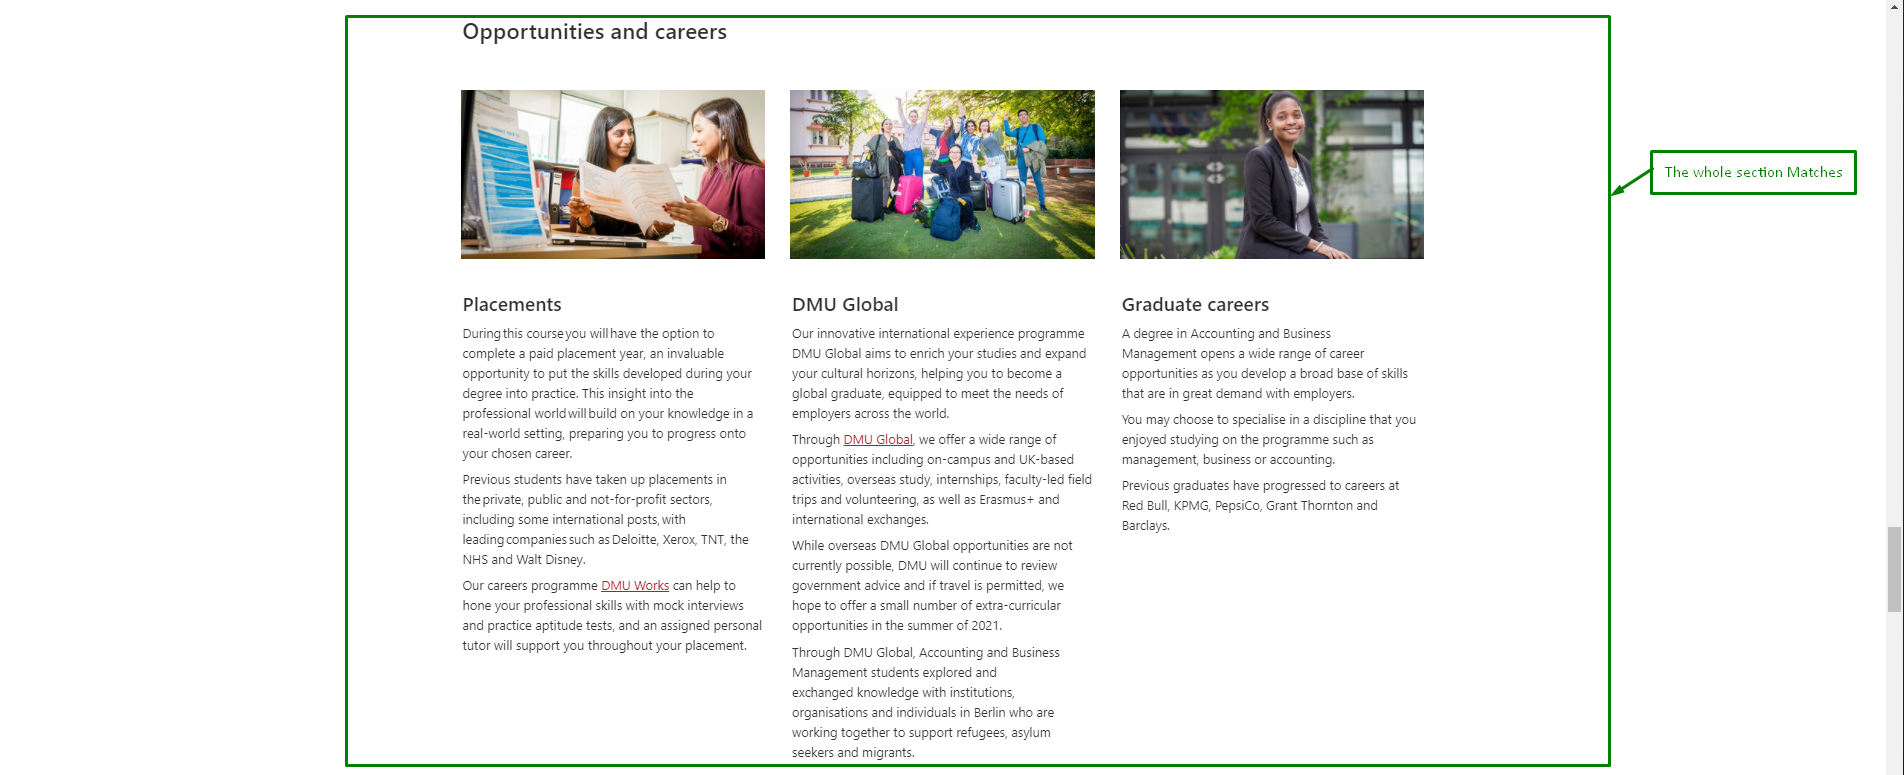 Opportunities and careers
The whole section Matches
Placements
During this course you will have the option to
complete a paid placement year, an invaluable
opportunity to put the skills developed during your
degree into practice. This insight into the
professional world will build on your knowledge in a
real-world setting, preparing you to progress onto
your chosen career.
Previous students have taken up placements in
the private, public and not-for-profit sectors,
including some international posts, with
leading companies such as Deloitte, Xerox, TNT, the
NHS and Walt Disney.
Our careers programme DMU Works can help to
hone your professional skills with mock interviews
and practice aptitude tests, and an assigned personal
tutor will support you throughout your placement.
DMU Global
Our innovative international experience programme
DMU Global aims to enrich your studies and expand
your cultural horizons, helping you to become a
global graduate, equipped to meet the needs of
employers across the world.
Through DMU Global, we offer a wide range of
opportunities including on-campus and UK-based
activities, overseas study, internships, faculty-led field
trips and volunteering, as well as Erasmus+ and
international exchanges.
While overseas DMU Global opportunities are not
currently possible, DMU will continue to review
government advice and if travel is permitted, we
hope to offer a small number of extra-curricular
opportunities in the summer of 2021.
Through DMU Global, Accounting and Business
Management students explored and
exchanged knowledge with institutions,
organisations and individuals in Berlin who are
working together to support refugees, asylum
seekers and migrants.
Graduate careers
A degree in Accounting and Business
Management opens a wide range of career
opportunities as you develop a broad base of skills
that are in great demand with employers.
You may choose to specialise in a discipline that you
enjoyed studying on the programme such as
management, business or accounting.
Previous graduates have progressed to careers at
Red Bull, KPMG, PepsiCo, Grant Thornton and
Barclays.